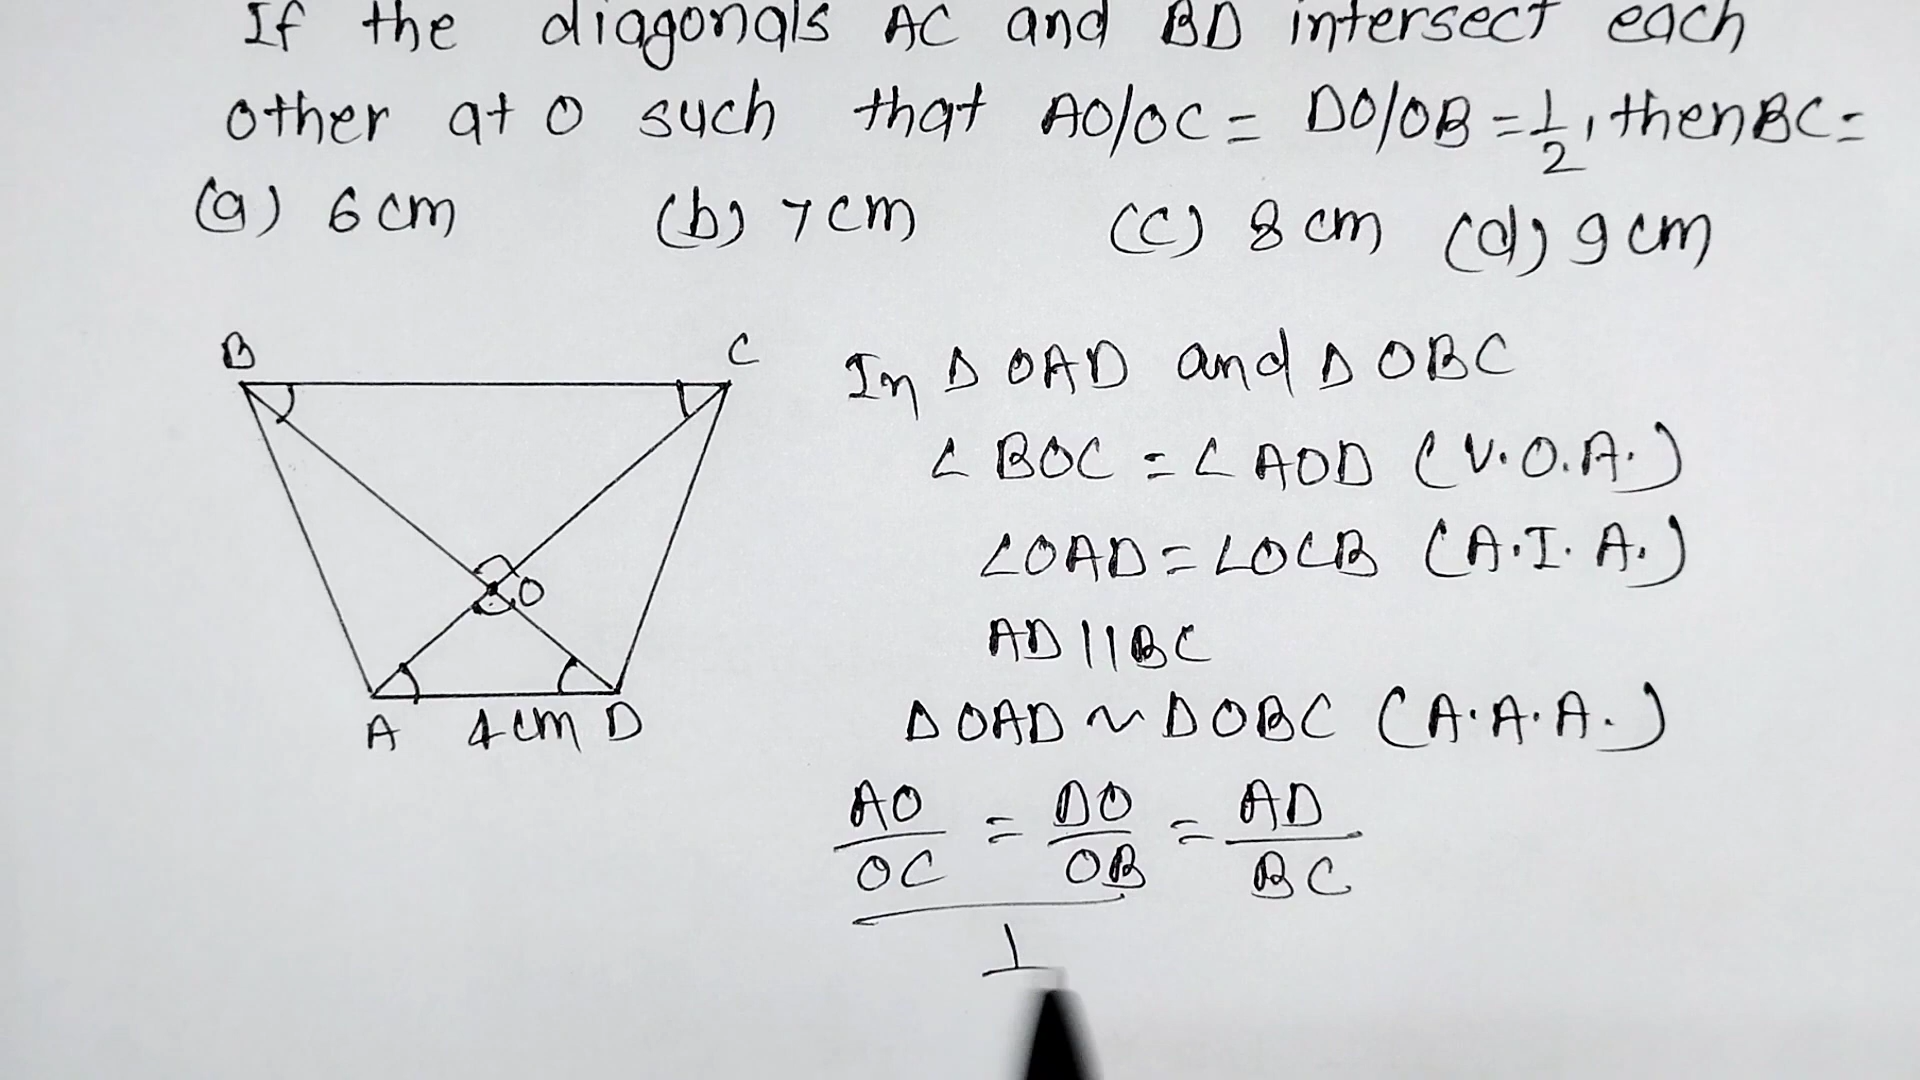 If the diagonals AC and BD intersect each
other at O such that AO/OC = DO/OB = 1/2, then BC =
(a) 6 cm (b) 7 cm (c) 8 cm (d) 9 cm
B C
O
A 4 cm D
In Δ OAD and Δ OBC
∠BOC = ∠AOD (V.O.A.)
∠OAD = ∠OCB (A.I.A.)
AD || BC
ΔOAD ~ ΔOBC (A.A.A.)
AO/OC = DO/OB = AD/BC
1